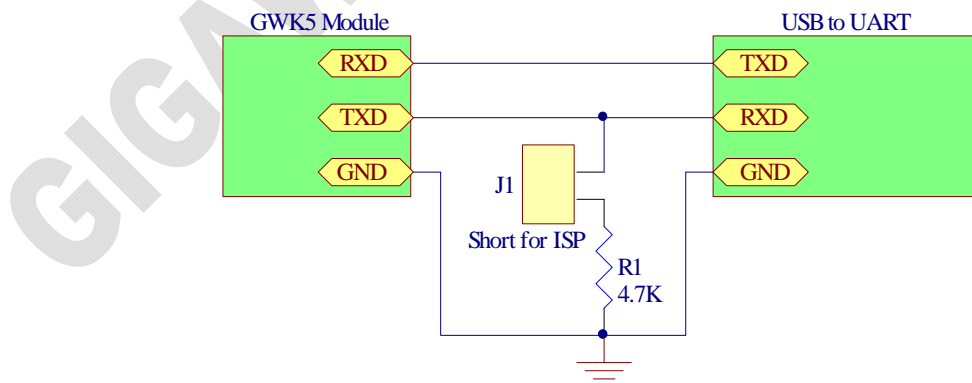 GWK5 Module
USB to UART
RXD
TXD
TXD
RXD
GND
GND
J1
Short for ISP
R1
4.7K